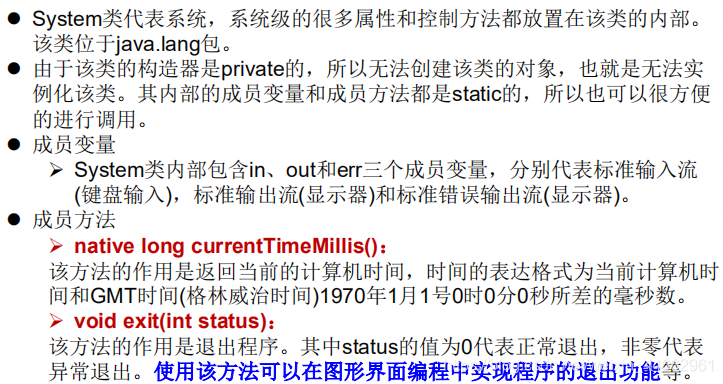 ● System类代表系统，系统级的很多属性和控制方法都放置在该类的内部。
该类位于java.lang包。
● 由于该类的构造器是private的，所以无法创建该类的对象，也就是无法实
例化该类。其内部的成员变量和成员方法都是static的，所以也可以很方便
的进行调用。
● 成员变量
➢ System类内部包含in、out和err三个成员变量，分别代表标准输入流
(键盘输入)，标准输出流(显示器)和标准错误输出流(显示器)。
● 成员方法
➢ native long currentTimeMillis()：
该方法的作用是返回当前的计算机时间，时间的表达格式为当前计算机时
间和GMT时间(格林威治时间)1970年1月1号0时0分0秒所差的毫秒数。
➢ void exit(int status)：
该方法的作用是退出程序。其中status的值为0代表正常退出，非零代表
异常退出。使用该方法可以在图形界面编程中实现程序的退出功能等。